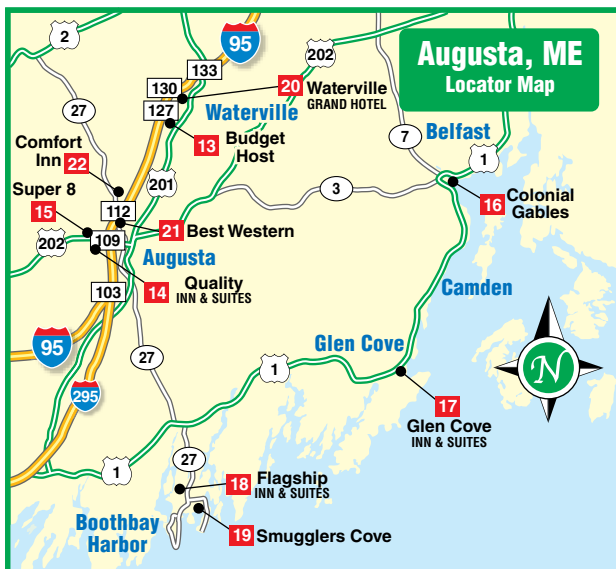 Augusta, ME
Locator Map
2
95
202
133
130
20 Waterville
GRAND HOTEL
27
127
Waterville
7
Belfast
13 Budget
Host
1
Comfort
Inn 22
201
3
Super 8
15
112
16 Colonial
Gables
21 Best Western
202
109
Augusta
14 Quality
INN & SUITES
Camden
103
Glen Cove
95
27
1
N
295
17
Glen Cove
INN & SUITES
1
27
18 Flagship
INN & SUITES
Boothbay
Harbor
19 Smugglers Cove